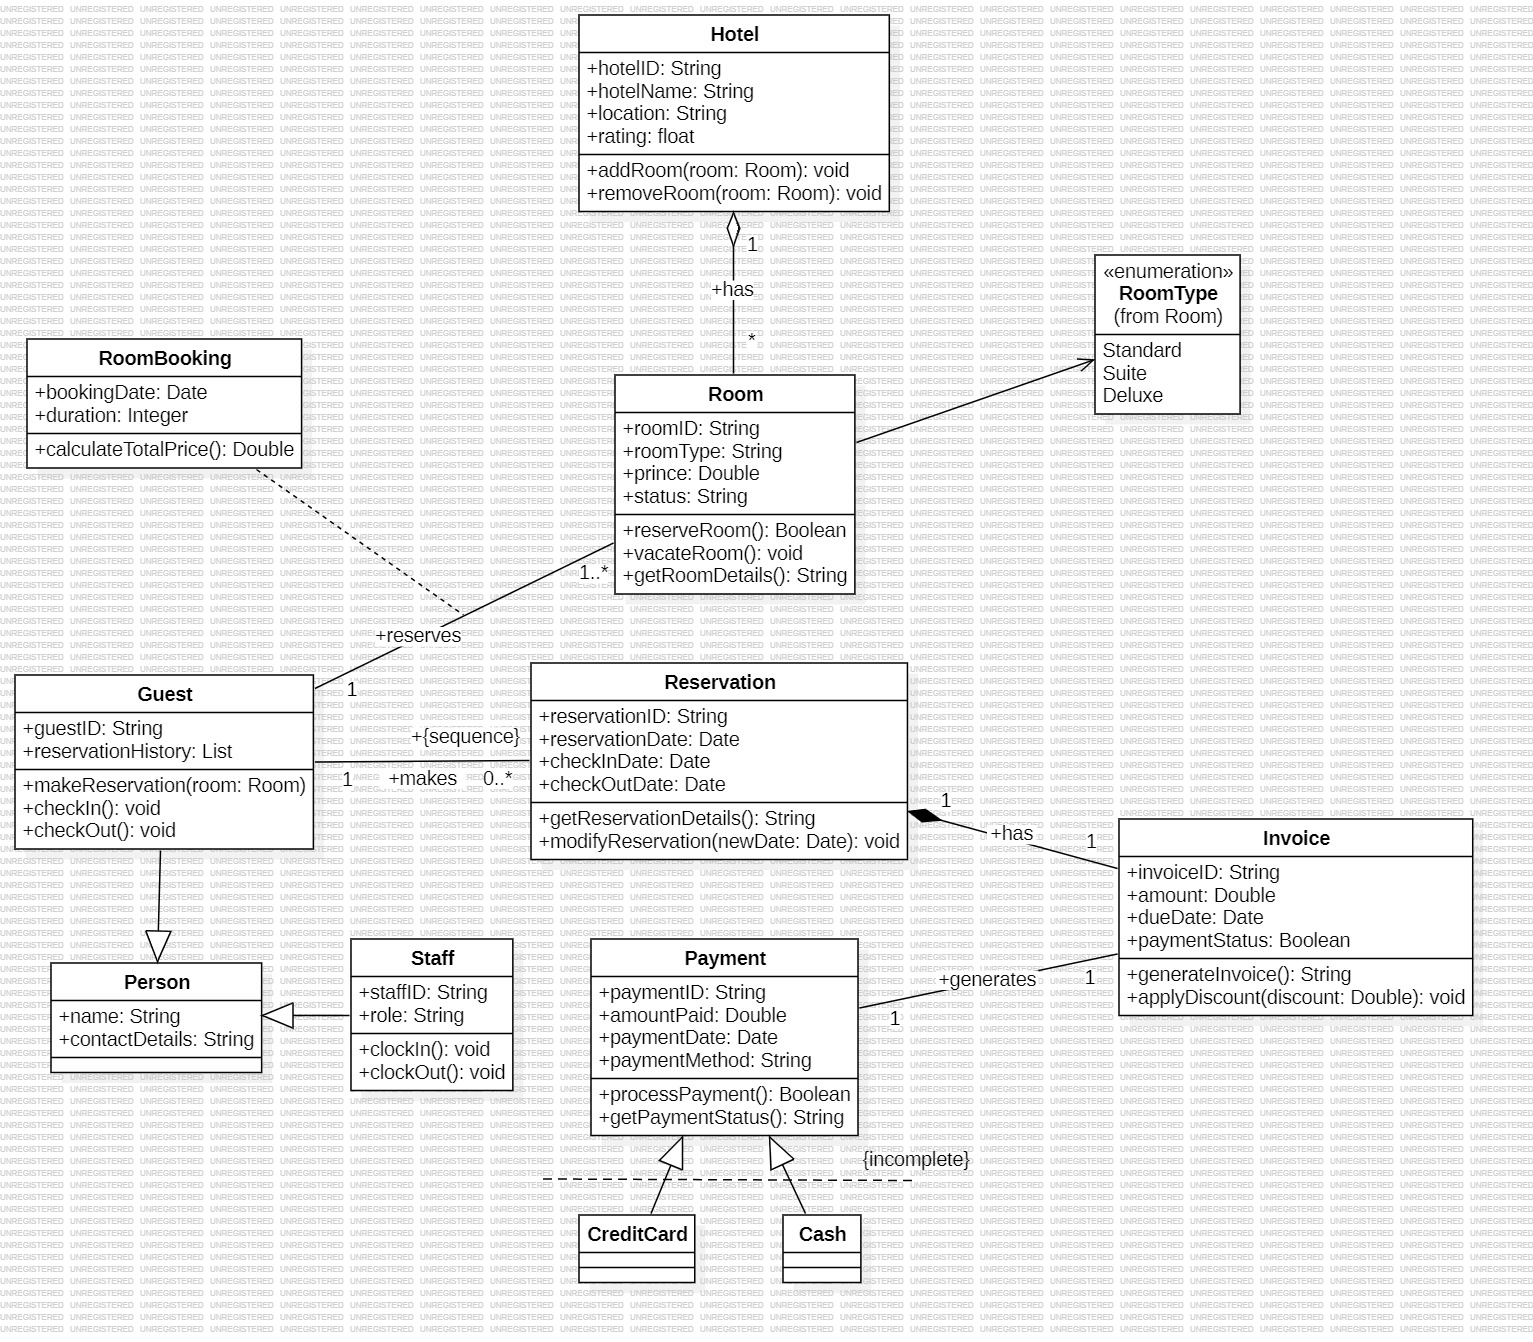 Hotel
+hotelID: String
+hotelName: String
+location: String
+rating: float
+addRoom(room: Room): void
+removeRoom(room: Room): void
1
+has
*
«enumeration»
RoomType
(from Room)
Standard
Suite
Deluxe
RoomBooking
+bookingDate: Date
+duration: Integer
+calculateTotalPrice(): Double
Room
+roomID: String
+roomType: String
+prince: Double
+status: String
+reserveRoom(): Boolean
+vacateRoom(): void
+getRoomDetails(): String
1..*
+reserves
1
Guest
+guestID: String
+reservationHistory: List
+makeReservation(room: Room)
+checkIn(): void
+checkOut(): void
+{sequence}
1
+makes
0..*
Reservation
+reservationID: String
+reservationDate: Date
+checkInDate: Date
+checkOutDate: Date
+getReservationDetails(): String
+modifyReservation(newDate: Date): void
1
+has
1
Invoice
+invoiceID: String
+amount: Double
+dueDate: Date
+paymentStatus: Boolean
+generateInvoice(): String
+applyDiscount(discount: Double): void
Person
+name: String
+contactDetails: String
Staff
+staffID: String
+role: String
+clockIn(): void
+clockOut(): void
Payment
+paymentID: String
+amountPaid: Double
+paymentDate: Date
+paymentMethod: String
+processPayment(): Boolean
+getPaymentStatus(): String
+generates
1
1
{incomplete}
CreditCard
Cash
UNREGISTERED